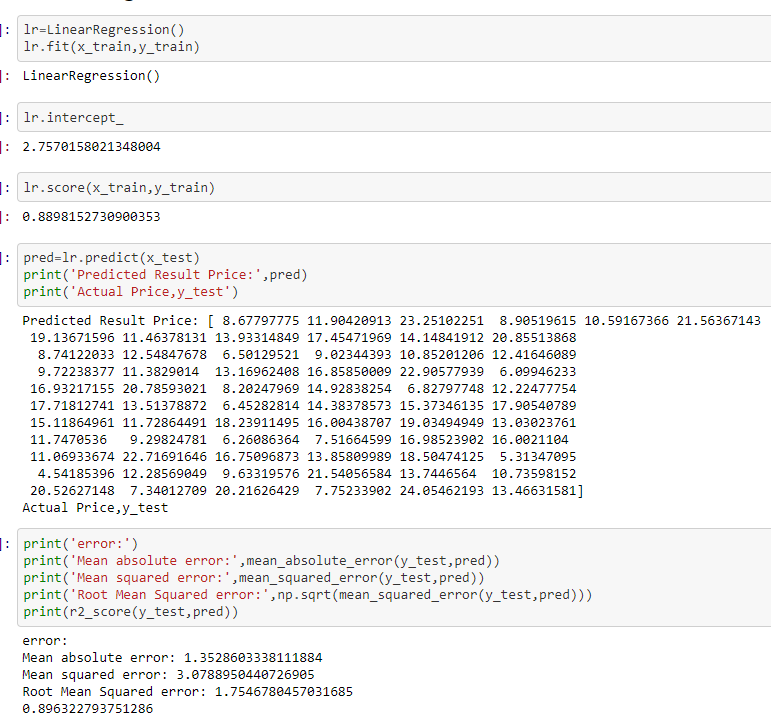 ]: lr=LinearRegression()
lr.fit(x_train,y_train)
]: LinearRegression()
]: lr.intercept_
]: 2.7570158021348004
]: lr.score(x_train,y_train)
]: 0.8898152730900353
]: pred=lr.predict(x_test)
print('Predicted Result Price:',pred)
print('Actual Price,y_test')
Predicted Result Price: [ 8.67797775 11.90420913 23.25102251  8.90519615 10.59167366 21.56367143
 19.13671596 11.46378131 13.93314849 17.45471969 14.14841912 20.85513868
  8.74122033 12.54847678  6.50129521  9.02344393 10.85201206 12.41646089
  9.72238377 11.3829014  13.16962408 16.85850009 22.90577939  6.09946233
 16.93217155 20.78593021  8.20247969 14.92838254  6.82797748 12.22477754
 17.71812741 13.51378872  6.45282814 14.38378573 15.37346135 17.90540789
 15.11864961 11.72864491 18.23911495 16.00438707 19.03494949 13.03023761
 11.7470536   9.29824781  6.26086364  7.51664599 16.98523902 16.0021104
 11.06933674 22.71691646 16.75096873 13.85809989 18.50474125  5.31347095
  4.54185396 12.28569049  9.63319576 21.54056584 13.7446564  10.73598152
 20.52627148  7.34012709 20.21626429  7.75233902 24.05462193 13.46631581]
Actual Price,y_test
]: print('error:')
print('Mean absolute error:',mean_absolute_error(y_test,pred))
print('Mean squared error:',mean_squared_error(y_test,pred))
print('Root Mean Squared error:',np.sqrt(mean_squared_error(y_test,pred)))
print(r2_score(y_test,pred))
error:
Mean absolute error: 1.3528603338111884
Mean squared error: 3.0788950440726905
Root Mean Squared error: 1.7546780457031685
0.896322793751286